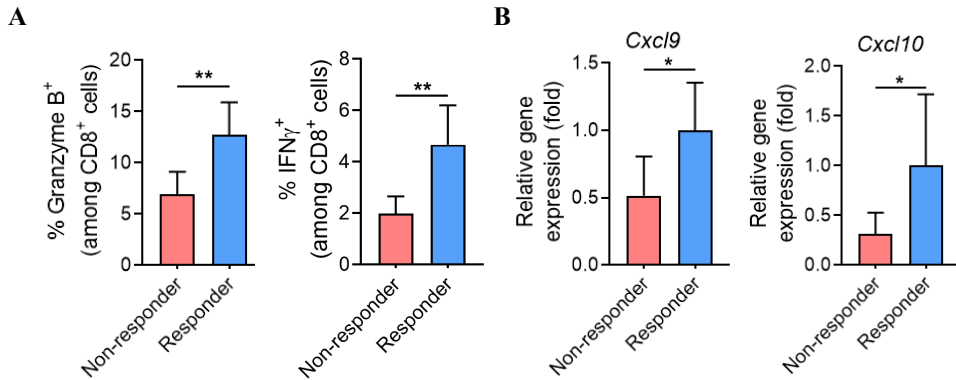 A
% Granzyme B⁺
(among CD8⁺ cells)
20
15
10
5
0
**
Non-responder
Responder
% IFNγ⁺
(among CD8⁺ cells)
8
6
4
2
0
**
Non-responder
Responder
B
Cxcl9
Relative gene
expression (fold)
1.5
1.0
0.5
0.0
*
Non-responder
Responder
Cxcl10
Relative gene
expression (fold)
2.0
1.5
1.0
0.5
0.0
*
Non-responder
Responder